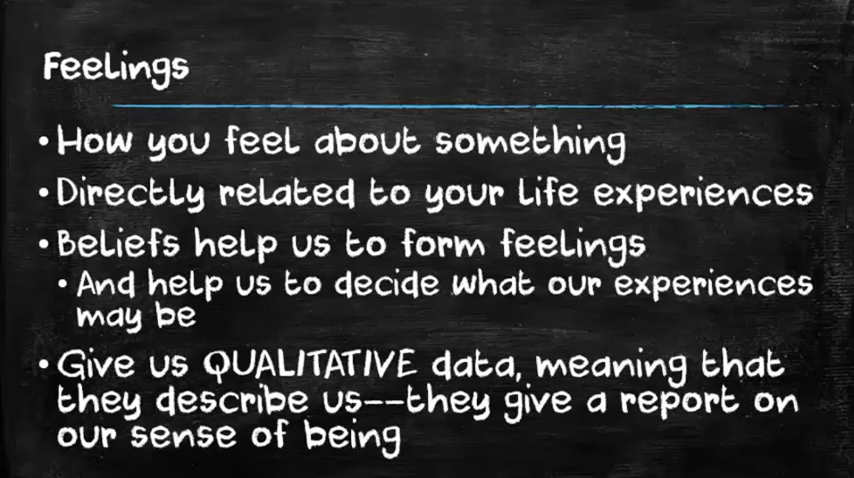 Feelings
• How you feel about something
• Directly related to your life experiences
• Beliefs help us to form feelings
• And help us to decide what our experiences
may be
• Give us QUALITATIVE data, meaning that
they describe us--they give a report on
our sense of being